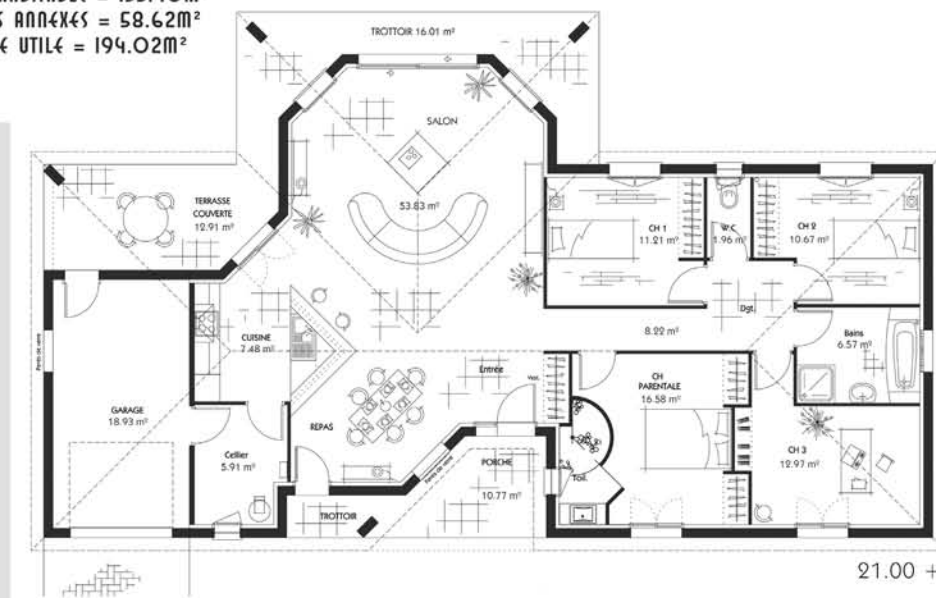 S ANNEXES = 58.62M²
E UTILE = 194.02M²
TROTTOIR 16.01 m²
SALON
53.83 m²
TERRASSE
COUVERTE
12.91 m²
CH 1
11.21 m²
W.C
1.96 m²
CH 2
10.67 m²
Dgt.
8.22 m²
Bains
6.57 m²
CUISINE
7.48 m²
Entrée
CH
PARENTALE
16.58 m²
GARAGE
18.93 m²
REPAS
Cellier
5.91 m²
PORCHE
10.77 m²
Toil.
CH 3
12.97 m²
TROTTOIR
21.00 +